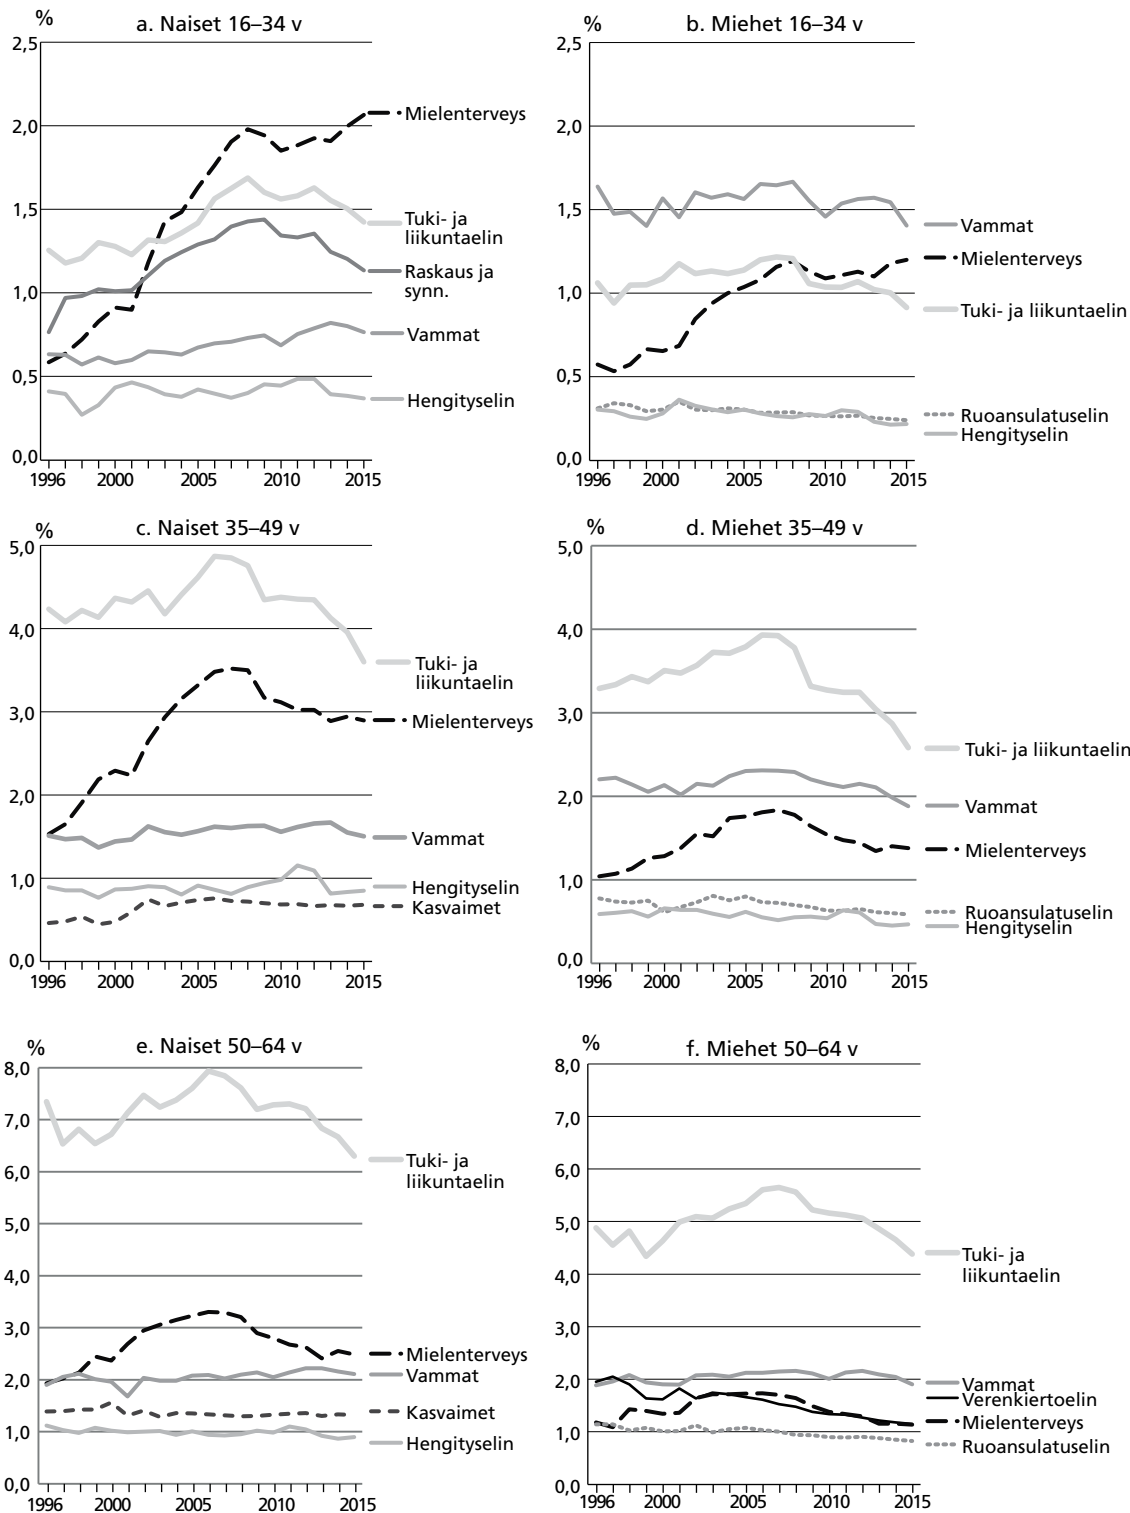 %
a. Naiset 16–34 v
2,5
2,0
1,5
1,0
0,5
0,0
1996 2000 2005 2010 2015
Mielenterveys
Tuki- ja
liikuntaelin
Raskaus ja
synn.
Vammat
Hengityselin
%
b. Miehet 16–34 v
2,5
2,0
1,5
1,0
0,5
0,0
1996 2000 2005 2010 2015
Vammat
Mielenterveys
Tuki- ja liikuntaelin
Ruoansulatuselin
Hengityselin
%
c. Naiset 35–49 v
5,0
4,0
3,0
2,0
1,0
0,0
1996 2000 2005 2010 2015
Tuki- ja
liikuntaelin
Mielenterveys
Vammat
Hengityselin
Kasvaimet
%
d. Miehet 35–49 v
5,0
4,0
3,0
2,0
1,0
0,0
1996 2000 2005 2010 2015
Tuki- ja liikuntaelin
Vammat
Mielenterveys
Ruoansulatuselin
Hengityselin
%
e. Naiset 50–64 v
8,0
7,0
6,0
5,0
4,0
3,0
2,0
1,0
0,0
1996 2000 2005 2010 2015
Tuki- ja
liikuntaelin
Mielenterveys
Vammat
Kasvaimet
Hengityselin
%
f. Miehet 50–64 v
8,0
7,0
6,0
5,0
4,0
3,0
2,0
1,0
0,0
1996 2000 2005 2010 2015
Tuki- ja
liikuntaelin
Vammat
Verenkiertoelin
Mielenterveys
Ruoansulatuselin